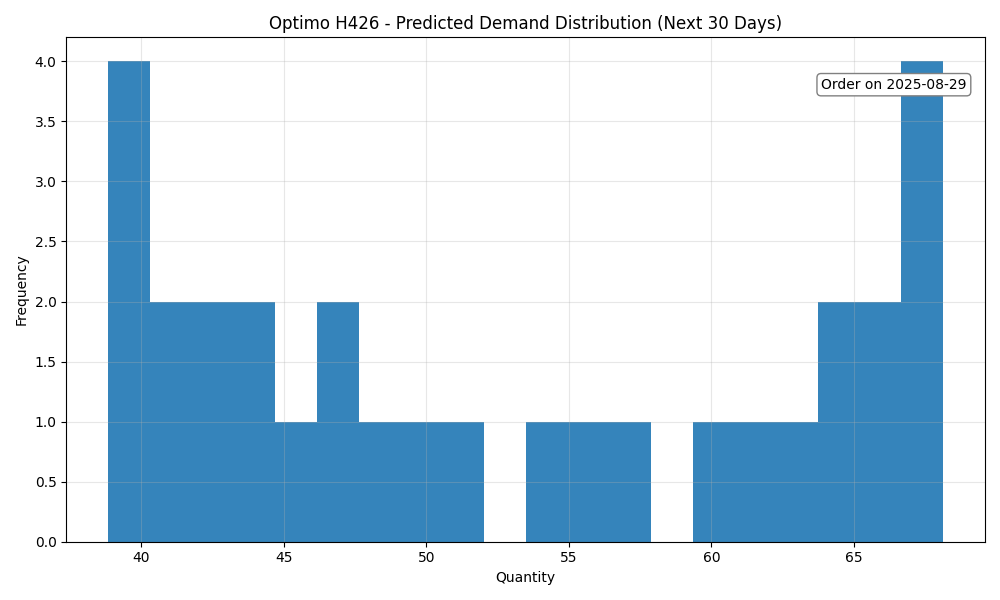 Optimo H426 - Predicted Demand Distribution (Next 30 Days)
4.0
Order on 2025-08-29
3.5
3.0
2.5
Frequency
2.0
1.5
1.0
0.5
0.0
40 45 50 55 60 65
Quantity